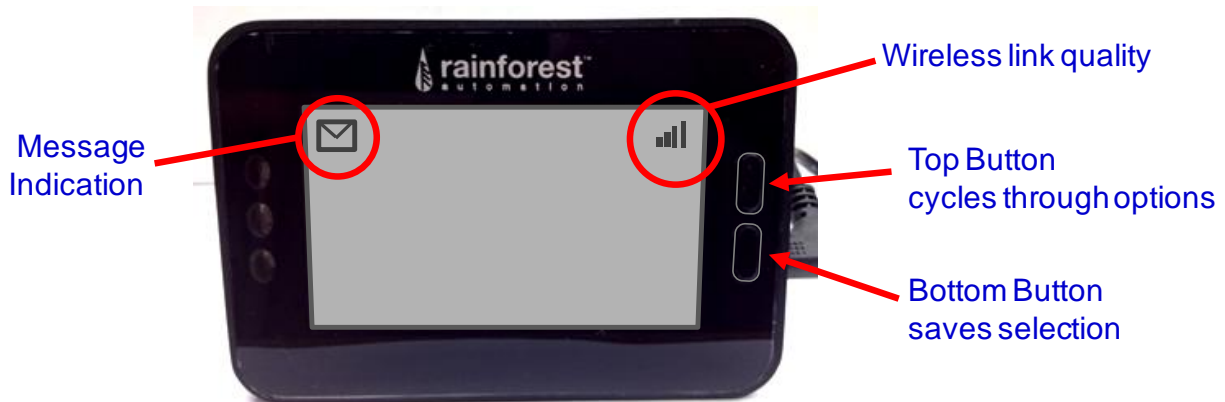 rainforest™
automation
Message
Indication
Wireless link quality
Top Button
cycles through options
Bottom Button
saves selection